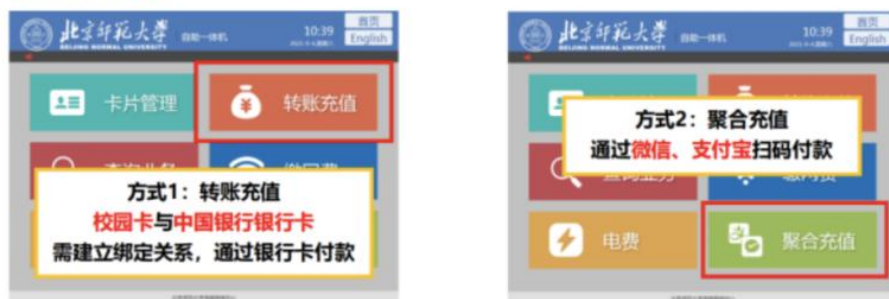 北京师范大学
BEIJING NORMAL UNIVERSITY
自助一体机
10:39
首页
English
卡片管理
转账充值
方式1：转账充值
校园卡与中国银行银行卡
需建立绑定关系，通过银行卡付款
北京师范大学
BEIJING NORMAL UNIVERSITY
自助一体机
10:39
首页
English
方式2：聚合充值
通过微信、支付宝扫码付款
电费
聚合充值